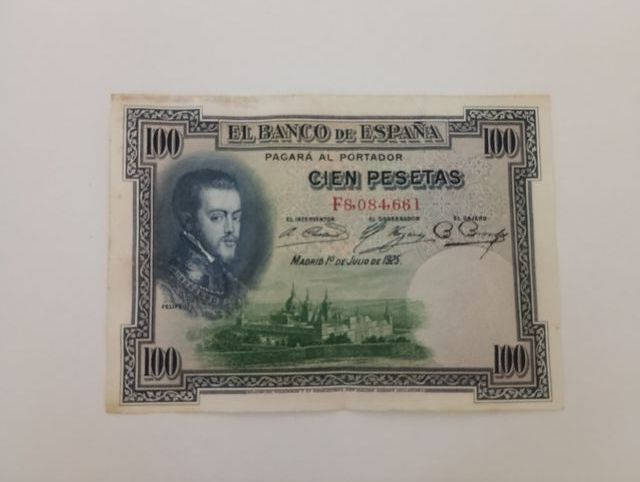 100 EL BANCO DE ESPAÑA 100
PAGARÁ AL PORTADOR
CIEN PESETAS
F8,084,661
EL INTERVENTOR EL GOBERNADOR EL CAJERO
MADRID 1º DE JULIO DE 1925.
FELIPE II
100 100